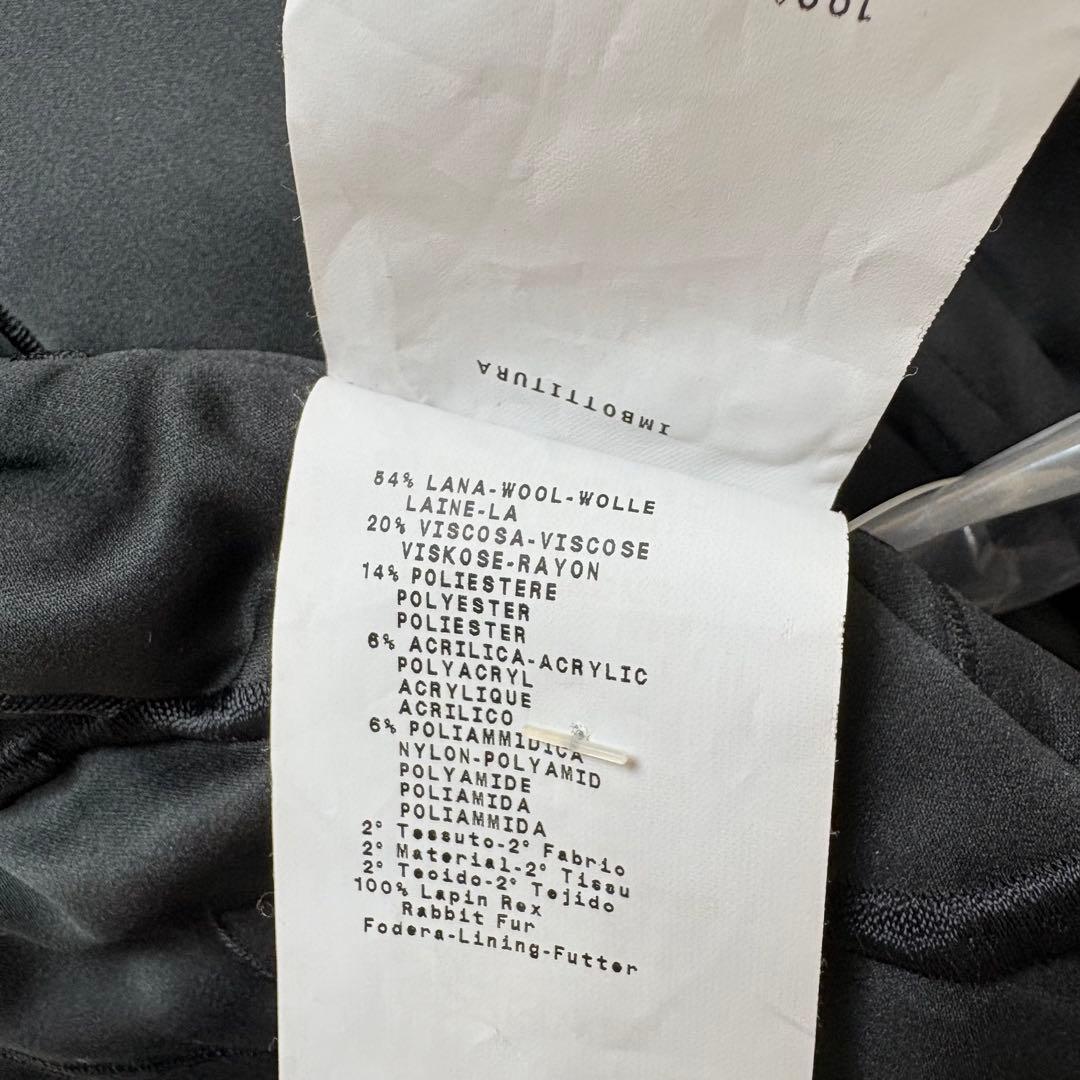 100%
IMBOTTITURA
54% LANA-WOOL-WOLLE
LAINE-LA
20% VISCOSA-VISCOSE
VISKOSE-RAYON
14% POLIESTERE
POLYESTER
POLIESTER
6% ACRILICA-ACRYLIC
POLYACRYL
ACRYLIQUE
ACRILICO
6% POLIAMMIDICA
NYLON-POLYAMID
POLYAMIDE
POLIAMIDA
POLIAMMIDA
2° Tessuto-2° Fabric
2° Material-2° Tissu
2° Tecido-2° Tejido
100% Lapin Rex
Rabbit Fur
Fodera-Lining-Futter